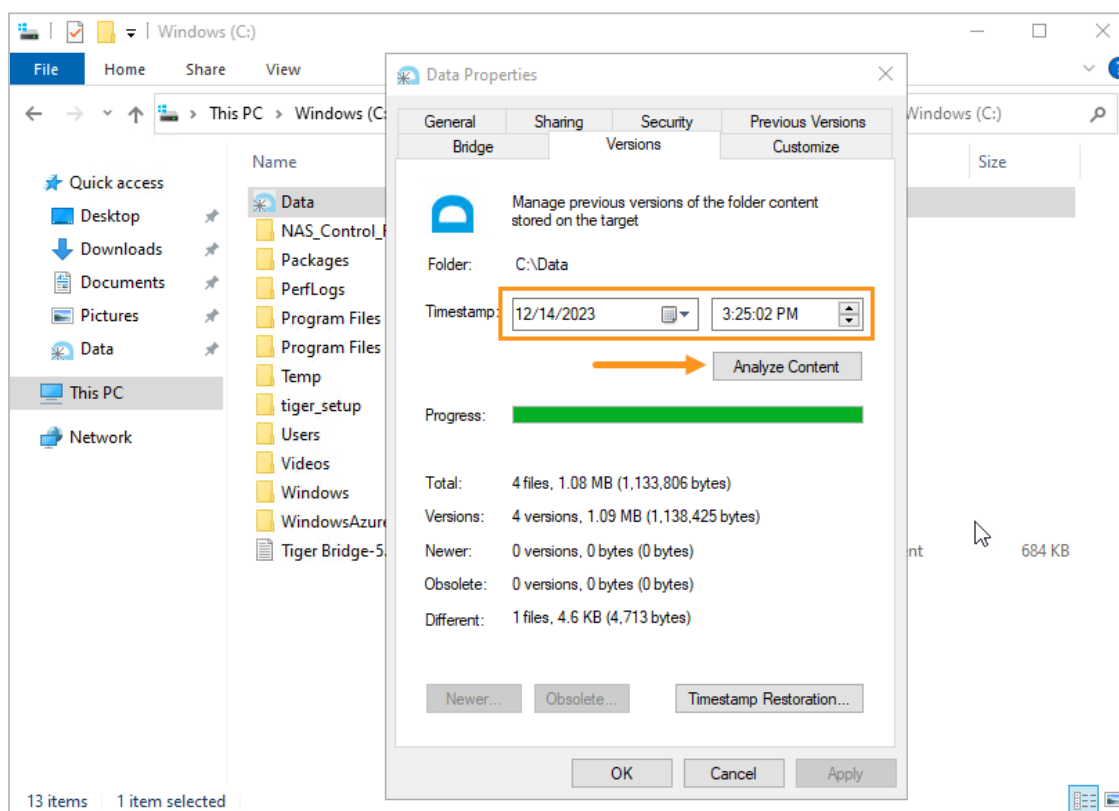 Windows (C:)
File Home Share View
This PC > Windows (C:
Windows (C:)
Quick access
Desktop
Downloads
Documents
Pictures
Data
This PC
Network
Name
Size
Data
NAS_Control_
Packages
PerfLogs
Program Files
Program Files
Temp
tiger_setup
Users
Videos
Windows
WindowsAzure
Tiger Bridge-5.
nt 684 KB
Data Properties
General Sharing Security Previous Versions
Bridge Versions Customize
Manage previous versions of the folder content
stored on the target
Folder: C:\Data
Timestamp: 12/14/2023 3:25:02 PM
Analyze Content
Progress:
Total: 4 files, 1.08 MB (1,133,806 bytes)
Versions: 4 versions, 1.09 MB (1,138,425 bytes)
Newer: 0 versions, 0 bytes (0 bytes)
Obsolete: 0 versions, 0 bytes (0 bytes)
Different: 1 files, 4.6 KB (4,713 bytes)
Newer... Obsolete... Timestamp Restoration...
OK Cancel Apply
13 items 1 item selected